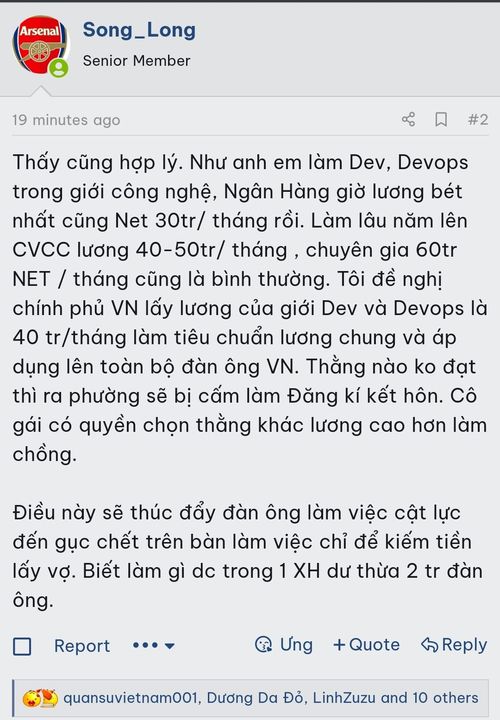 Arsenal
Song_Long
Senior Member
19 minutes ago
#2
Thấy cũng hợp lý. Như anh em làm Dev, Devops
trong giới công nghệ, Ngân Hàng giờ lương bét
nhất cũng Net 30tr/ tháng rồi. Làm lâu năm lên
CVCC lương 40-50tr/ tháng , chuyên gia 60tr
NET / tháng cũng là bình thường. Tôi đề nghị
chính phủ VN lấy lương của giới Dev và Devops là
40 tr/tháng làm tiêu chuẩn lương chung và áp
dụng lên toàn bộ đàn ông VN. Thằng nào ko đạt
thì ra phường sẽ bị cấm làm Đăng kí kết hôn. Cô
gái có quyền chọn thằng khác lương cao hơn làm
chồng.
Điều này sẽ thúc đẩy đàn ông làm việc cật lực
đến gục chết trên bàn làm việc chỉ để kiếm tiền
lấy vợ. Biết làm gì dc trong 1 XH dư thừa 2 tr đàn
ông.
Report ••• Ưng +Quote Reply
quansuvietnam001, Dương Da Đỏ, LinhZuzu and 10 others